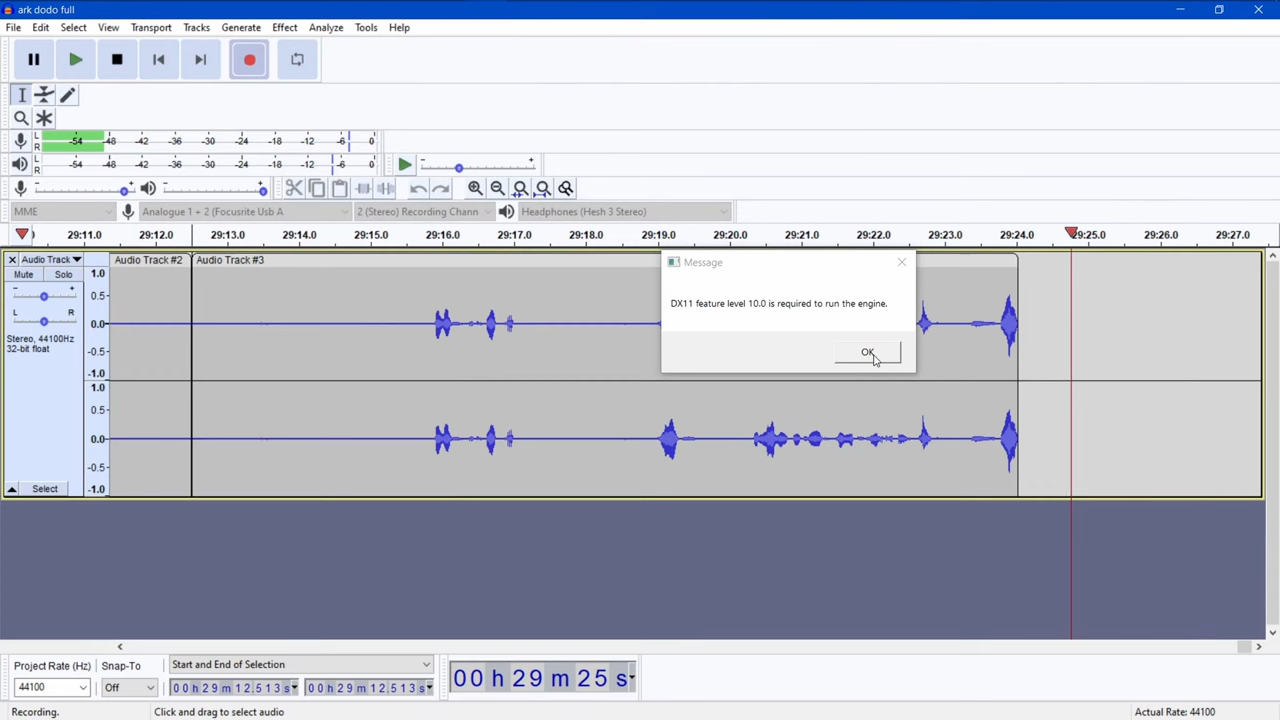 ark dodo full
File Edit Select View Transport Tracks Generate Effect Analyze Tools Help
L
R
-54 -48 -42 -36 -30 -24 -18 -12 -6 0
L
R
-54 -48 -42 -36 -30 -24 -18 -12 -6 0
- +
- + - +
MME Analogue 1 + 2 (Focusrite Usb A 2 (Stereo) Recording Chann Headphones (Hesh 3 Stereo)
29:11.0 29:12.0 29:13.0 29:14.0 29:15.0 29:16.0 29:17.0 29:18.0 29:19.0 29:20.0 29:21.0 29:22.0 29:23.0 29:24.0 29:25.0 29:26.0 29:27.0
Audio Track Audio Track #2 Audio Track #3
Message
Mute Solo
- +
L R
Stereo, 44100Hz
32-bit float
1.0
0.5
0.0
-0.5
-1.0
DX11 feature level 10.0 is required to run the engine.
OK
1.0
0.5
0.0
-0.5
-1.0
Select
Project Rate (Hz) Snap-To Start and End of Selection
44100 Off 00 h 29 m 12.513 s 00 h 29 m 12.513 s
00 h 29 m 25 s
Recording. Click and drag to select audio Actual Rate: 44100